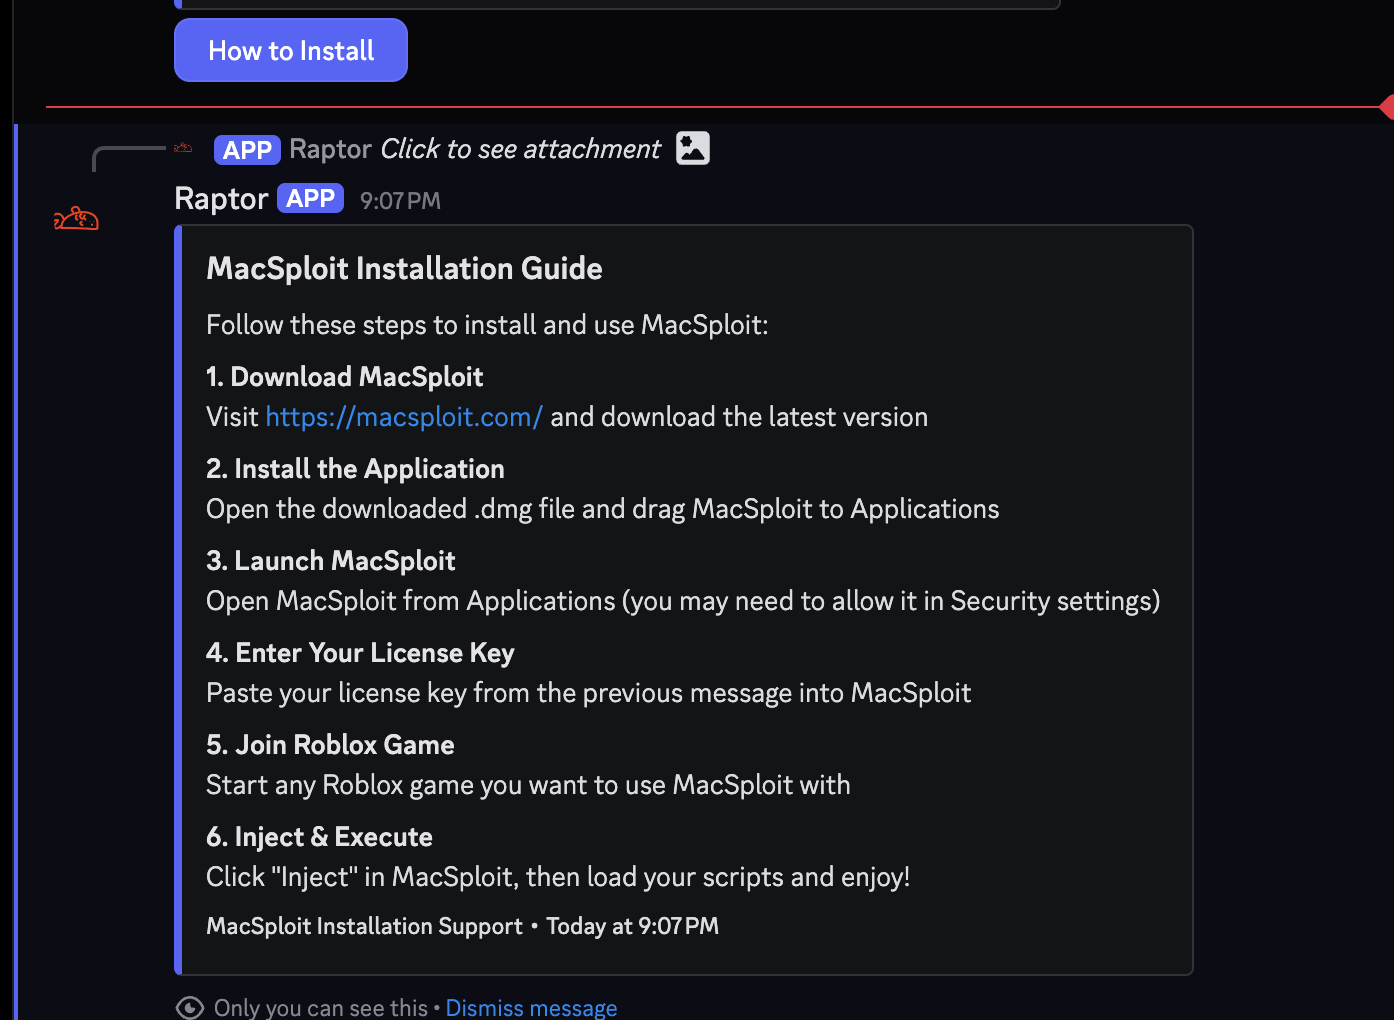 How to Install
APP Raptor Click to see attachment
Raptor APP 9:07 PM
MacSploit Installation Guide
Follow these steps to install and use MacSploit:
1. Download MacSploit
Visit https://macsploit.com/ and download the latest version
2. Install the Application
Open the downloaded .dmg file and drag MacSploit to Applications
3. Launch MacSploit
Open MacSploit from Applications (you may need to allow it in Security settings)
4. Enter Your License Key
Paste your license key from the previous message into MacSploit
5. Join Roblox Game
Start any Roblox game you want to use MacSploit with
6. Inject & Execute
Click "Inject" in MacSploit, then load your scripts and enjoy!
MacSploit Installation Support • Today at 9:07 PM
Only you can see this • Dismiss message